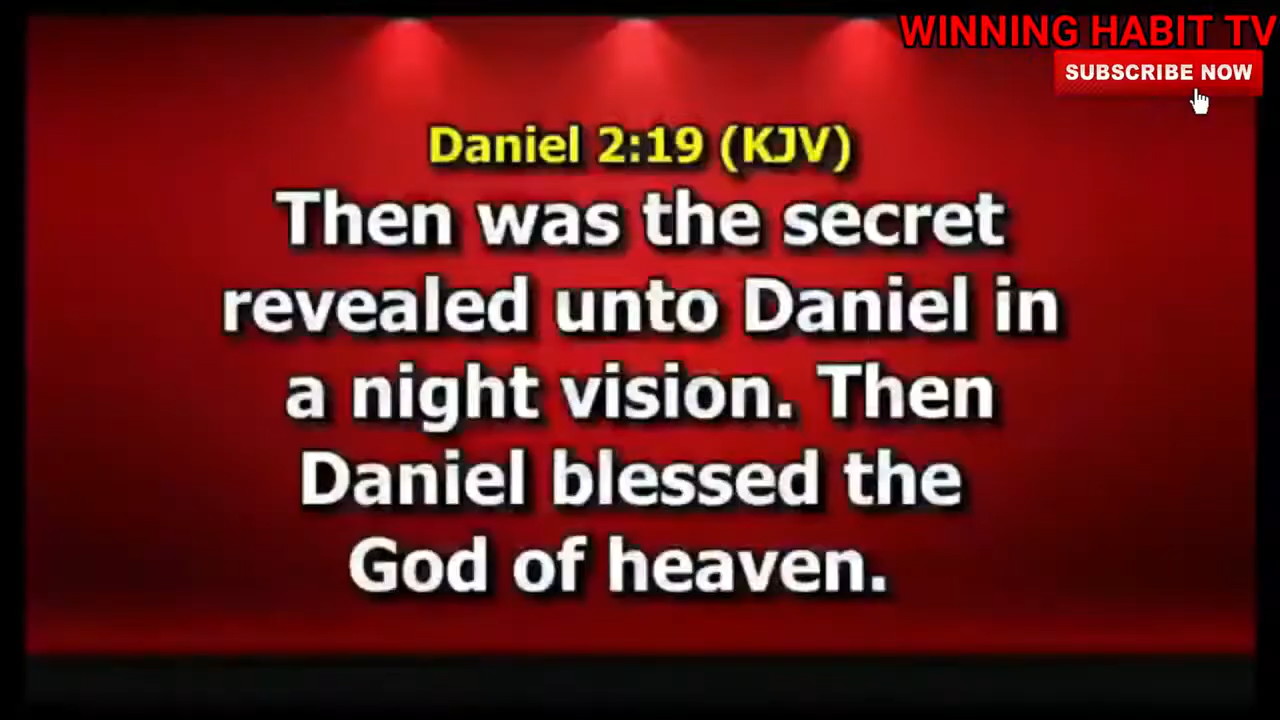 WINNING HABIT TV
SUBSCRIBE NOW
Daniel 2:19 (KJV)
Then was the secret
revealed unto Daniel in
a night vision. Then
Daniel blessed the
God of heaven.